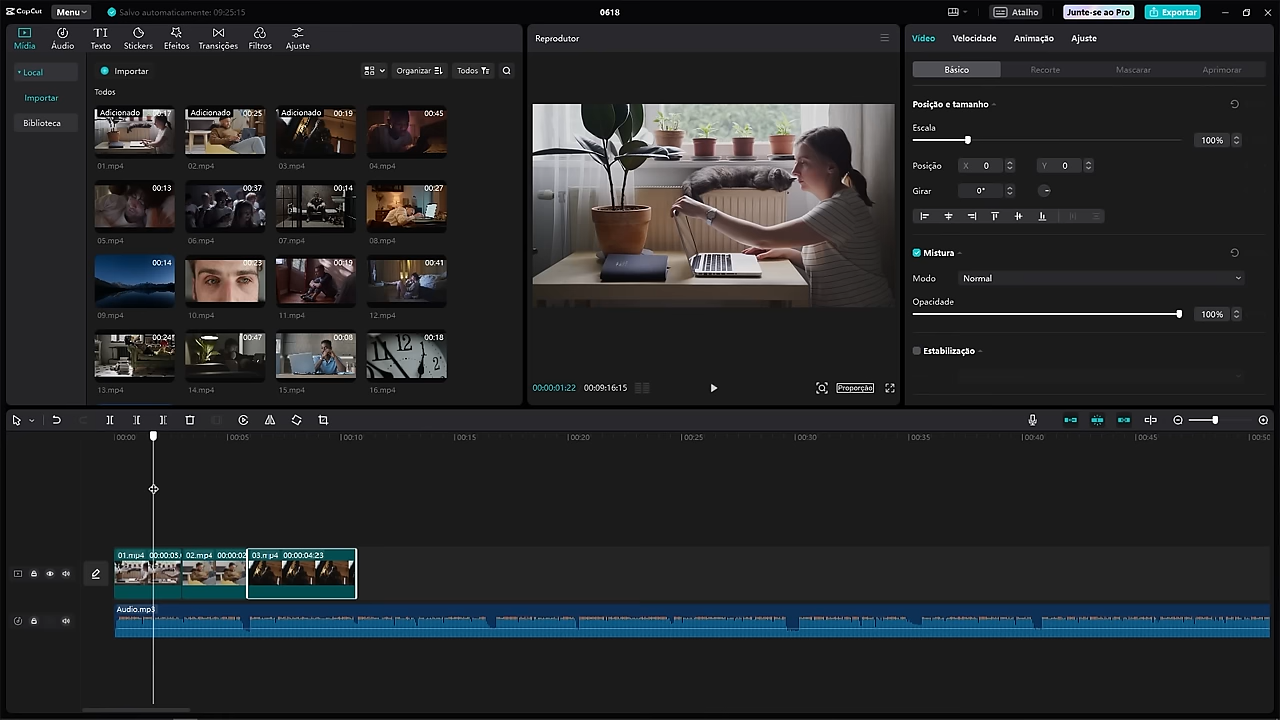 CapCut Menu Salvo automaticamente: 09:25:15 0618 Atalho Junte-se ao Pro Exportar
Mídia Áudio Texto Stickers Efeitos Transições Filtros Ajuste
Local
Importar
Biblioteca
Importar Organizar Todos
Todos
Adicionado 00:17 Adicionado 00:25 Adicionado 00:19 00:45
01.mp4 02.mp4 03.mp4 04.mp4
00:13 00:37 00:14 00:27
05.mp4 06.mp4 07.mp4 08.mp4
00:14 00:23 00:19 00:41
09.mp4 10.mp4 11.mp4 12.mp4
00:24 00:47 00:08 00:18
13.mp4 14.mp4 15.mp4 16.mp4
Reprodutor
00:00:01:22 00:09:16:15 Proporção
Vídeo Velocidade Animação Ajuste
Básico Recorte Mascarar Aprimorar
Posição e tamanho
Escala
100%
Posição X 0 Y 0
Girar 0°
Mistura
Modo Normal
Opacidade
100%
Estabilização
00:00 00:05 00:10 00:15 00:20 00:25 00:30 00:35 00:40 00:45 00:50
01.mp4 00:00:03 02.mp4 00:00:02 03.mp4 00:00:04:23
Audio.mp3